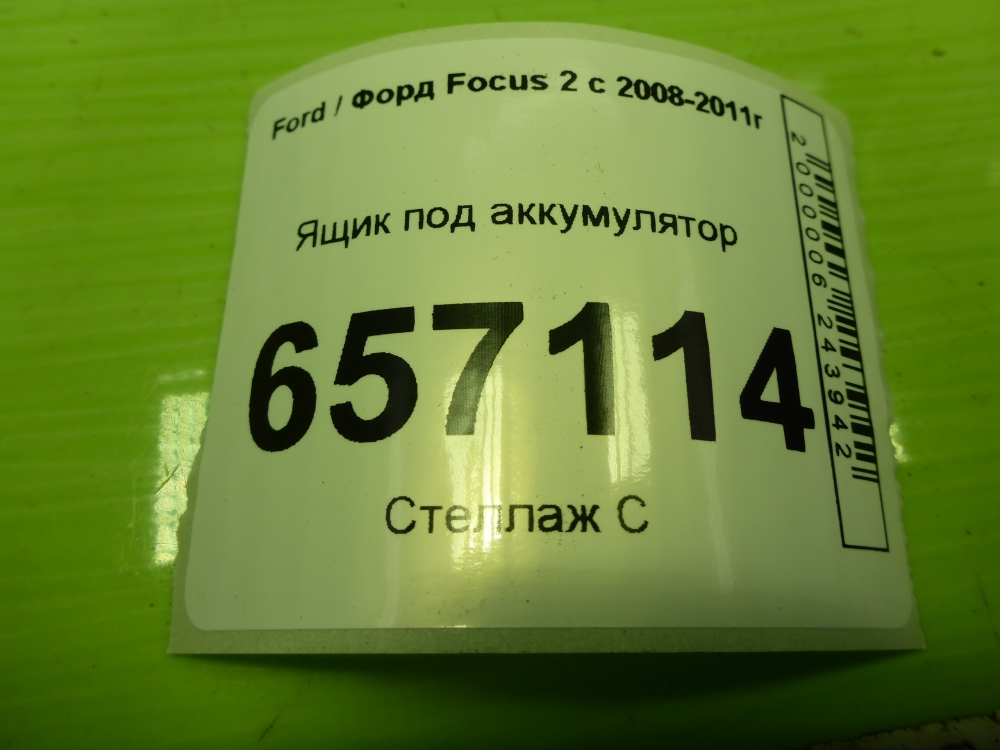 Ford / Форд Focus 2 с 2008-2011г
Ящик под аккумулятор
657114
Стеллаж С
2000006243942